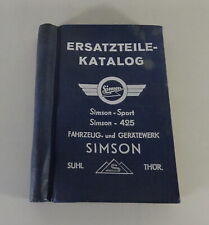 ERSATZTEILE-
KATALOG
Simson
Simson-Sport
Simson-425
FAHRZEUG- und GERÄTEWERK
SIMSON
SUHL THÜR.